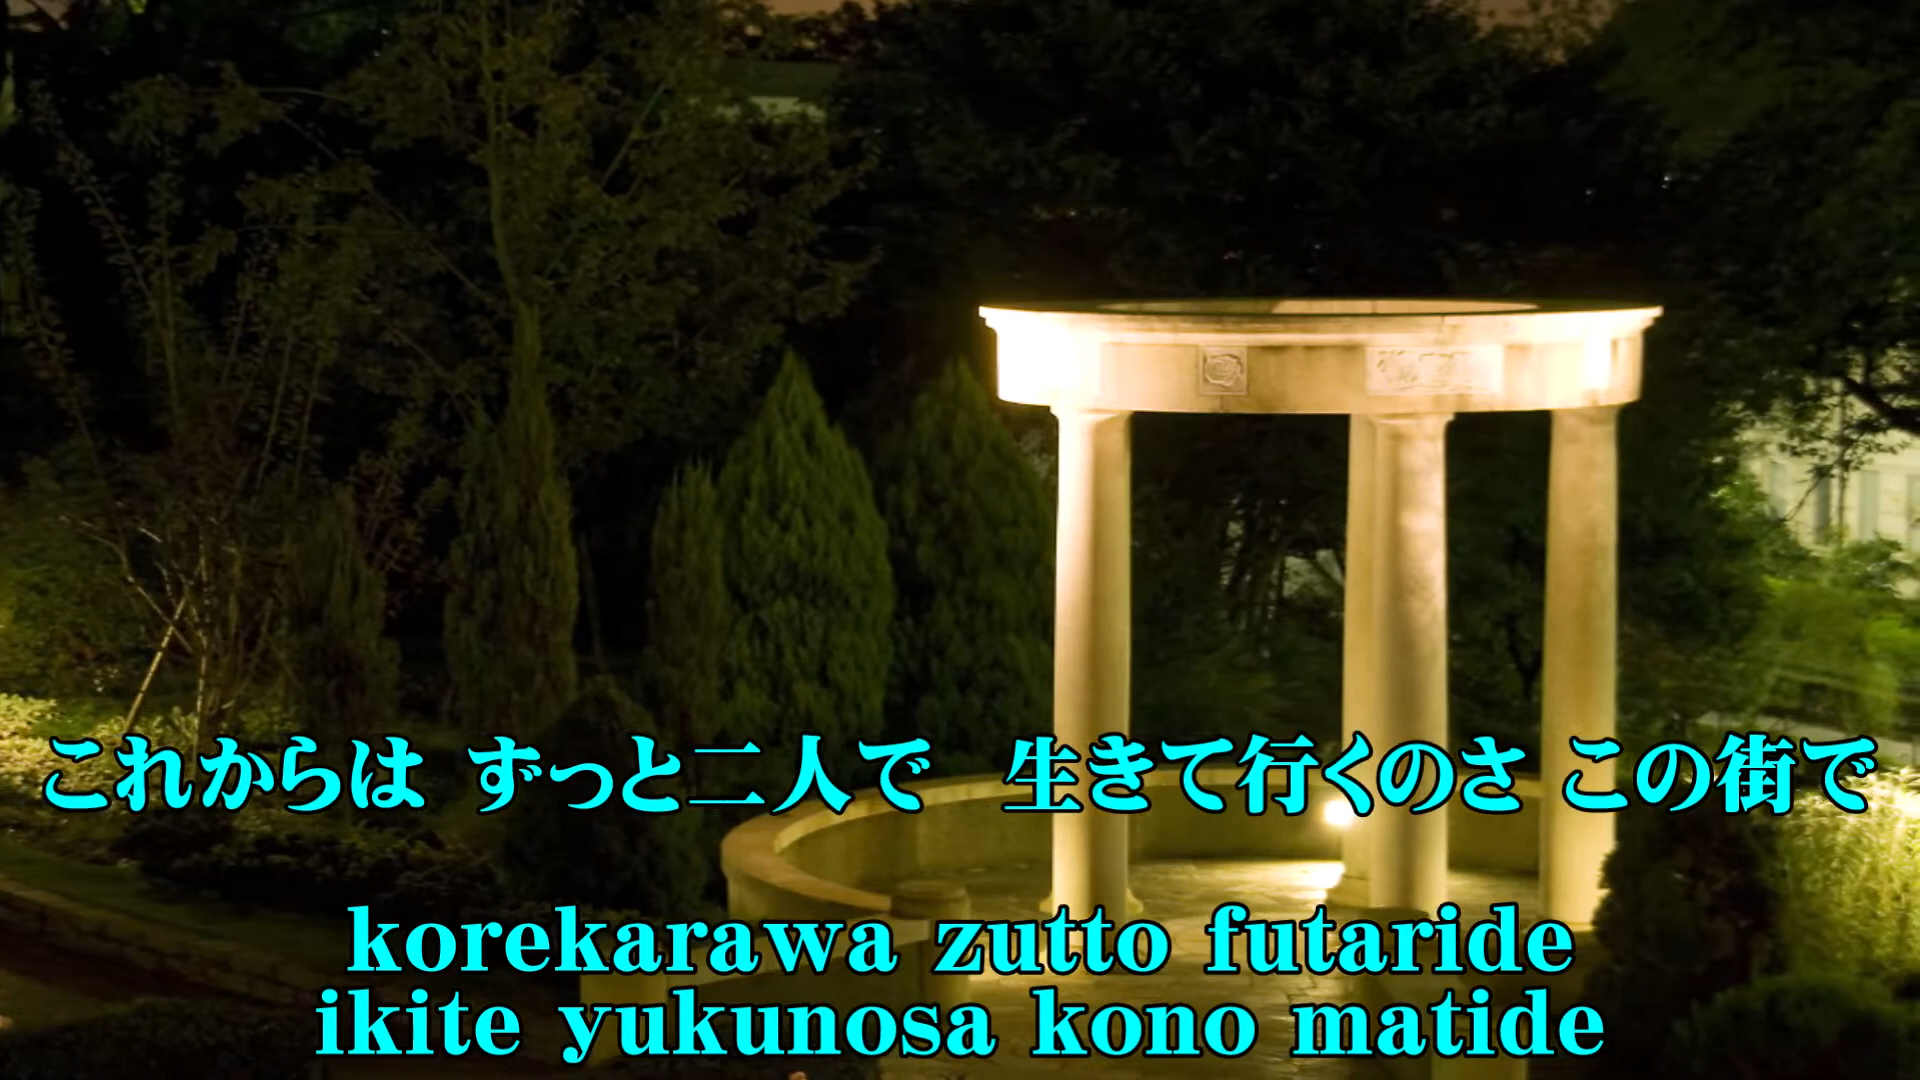 これからは ずっと二人で 生きて行くのさ この街で
korekarawa zutto futaride
ikite yukunosa kono matide